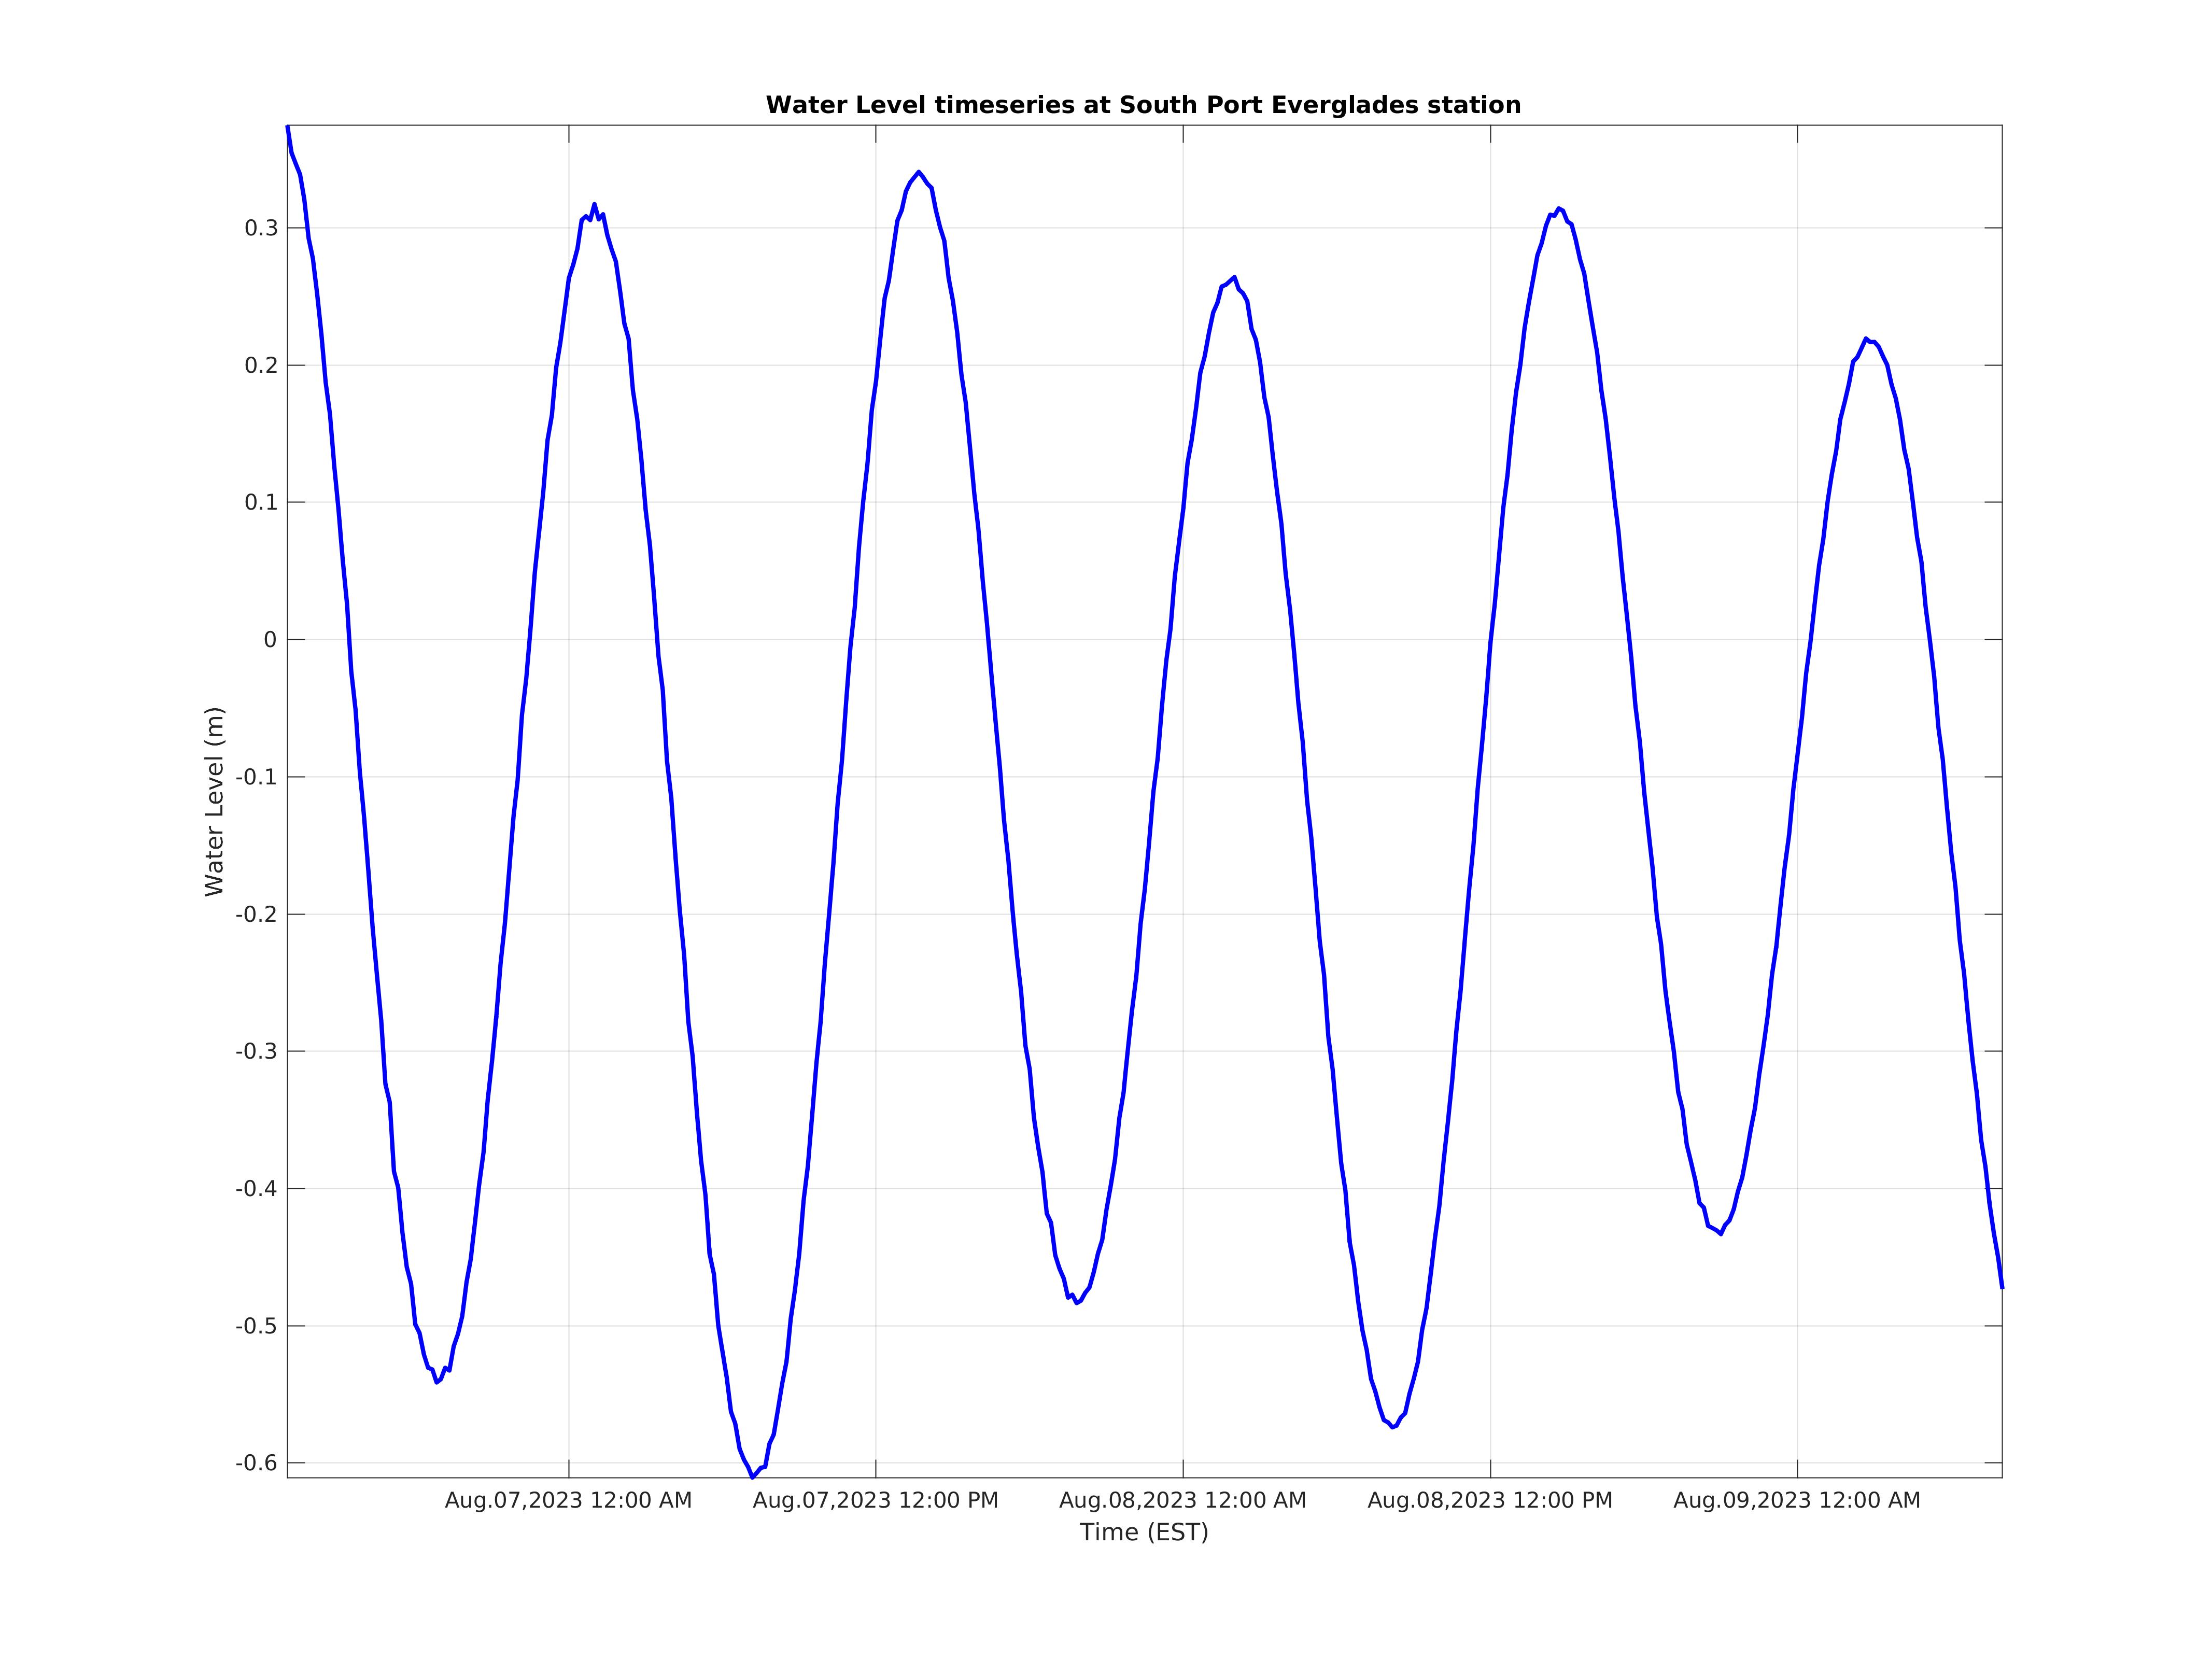 Water Level timeseries at South Port Everglades station
0.3
0.2
0.1
0
-0.1
-0.2
-0.3
-0.4
-0.5
-0.6
Water Level (m)
Aug.07,2023 12:00 AM Aug.07,2023 12:00 PM Aug.08,2023 12:00 AM Aug.08,2023 12:00 PM Aug.09,2023 12:00 AM
Time (EST)